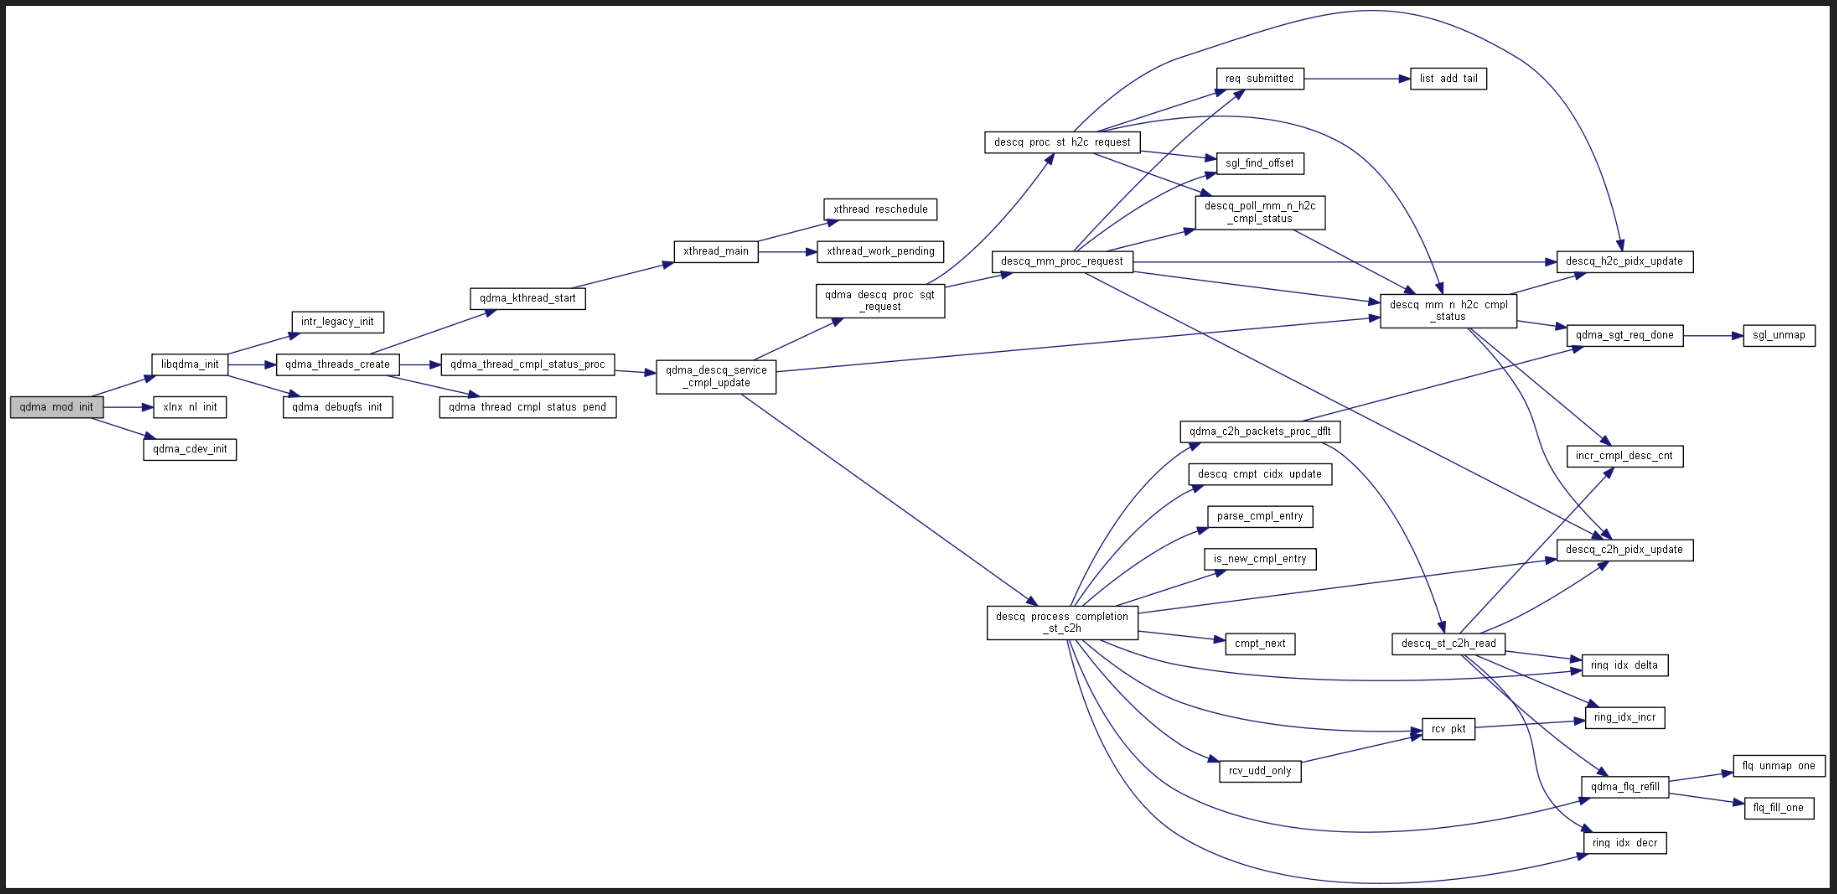 qdma_mod_init
libqdma_init
xlnx_nl_init
qdma_cdev_init
intr_legacy_init
qdma_threads_create
qdma_debugfs_init
qdma_kthread_start
qdma_thread_cmpl_status_proc
qdma_thread_cmpl_status_pend
xthread_main
xthread_reschedule
xthread_work_pending
qdma_descq_service
_cmpl_update
qdma_descq_proc_sgt
_request
descq_proc_st_h2c_request
descq_mm_proc_request
descq_process_completion
_st_c2h
req_submitted
list_add_tail
sgl_find_offset
descq_poll_mm_n_h2c
_cmpl_status
descq_mm_n_h2c_cmpl
_status
descq_h2c_pidx_update
qdma_sgt_req_done
sgl_unmap
qdma_c2h_packets_proc_dflt
descq_cmpt_cidx_update
parse_cmpl_entry
is_new_cmpl_entry
cmpt_next
rcv_udd_only
rcv_pkt
descq_st_c2h_read
incr_cmpl_desc_cnt
descq_c2h_pidx_update
ring_idx_delta
ring_idx_incr
qdma_flq_refill
ring_idx_decr
flq_unmap_one
flq_fill_one